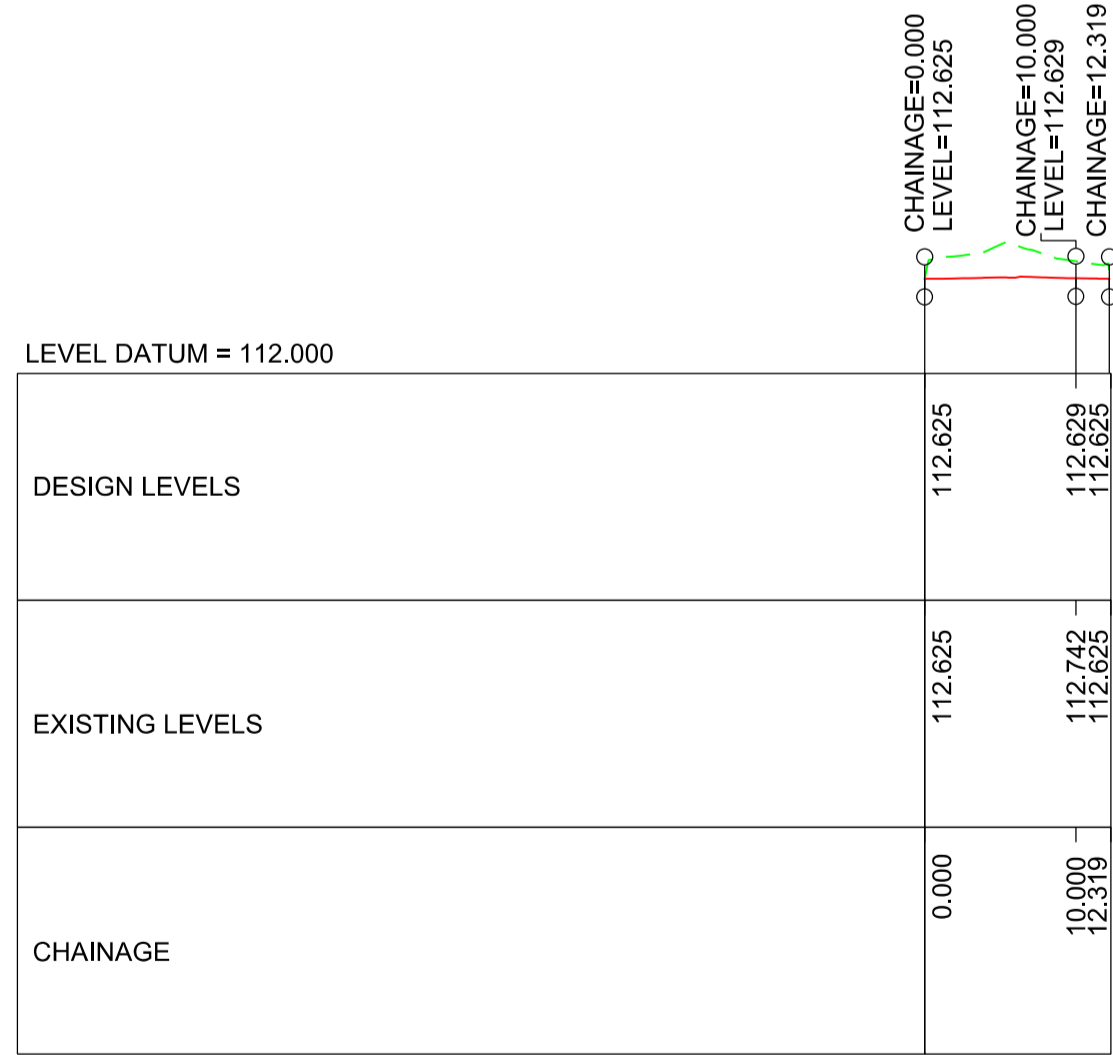 CHAINAGE=0.000
LEVEL=112.625
CHAINAGE=10.000
LEVEL=112.629
CHAINAGE=12.319
LEVEL DATUM = 112.000
DESIGN LEVELS
112.625
112.629
112.625
EXISTING LEVELS
112.625
112.742
112.625
CHAINAGE
0.000
10.000
12.319